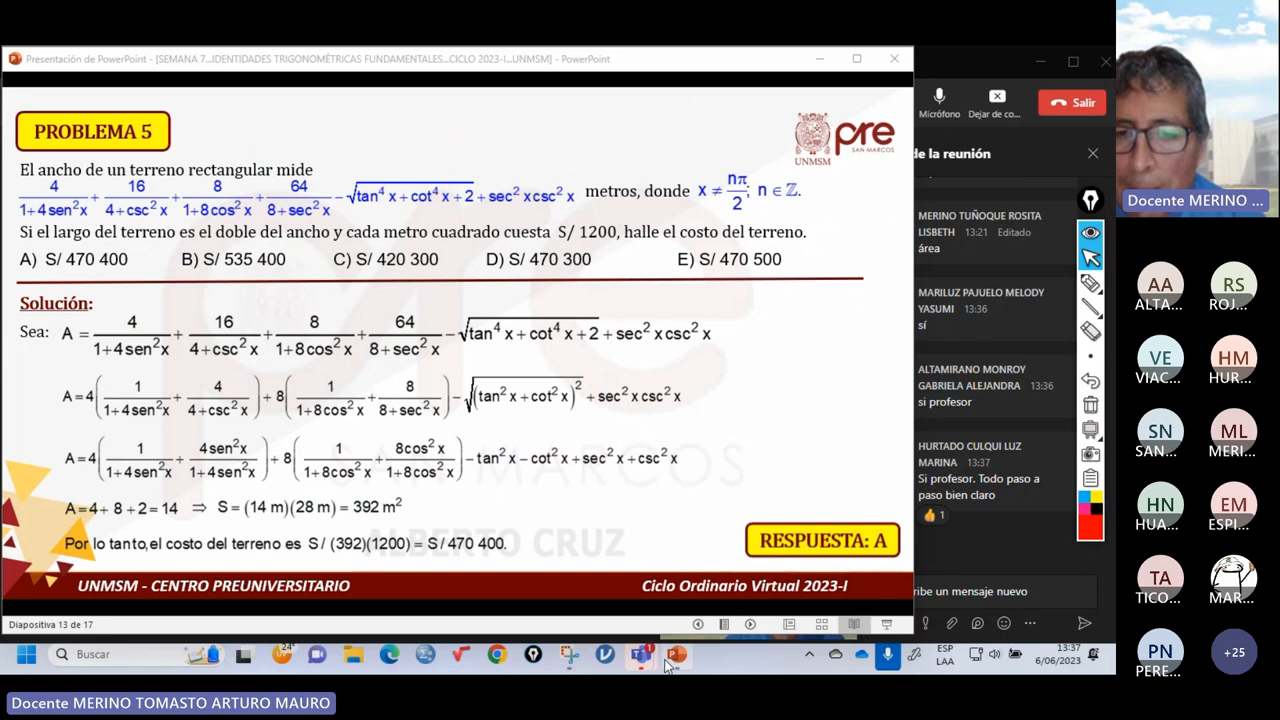 Presentación de PowerPoint - [SEMANA 7...IDENTIDADES TRIGONOMÉTRICAS FUNDAMENTALES...CICLO 2023-I...UNMSM] - PowerPoint
PROBLEMA 5
UNMSM
pre
SAN MARCOS
El ancho de un terreno rectangular mide
4/(1+4sen²x) + 16/(4+csc²x) + 8/(1+8cos²x) + 64/(8+sec²x) − √(tan⁴x + cot⁴x + 2) + sec²x csc²x metros, donde x ≠ nπ/2; n ∈ ℤ.
Si el largo del terreno es el doble del ancho y cada metro cuadrado cuesta S/ 1200, halle el costo del terreno.
A) S/ 470 400 B) S/ 535 400 C) S/ 420 300 D) S/ 470 300 E) S/ 470 500
Solución:
Sea: A = 4/(1+4sen²x) + 16/(4+csc²x) + 8/(1+8cos²x) + 64/(8+sec²x) − √(tan⁴x + cot⁴x + 2) + sec²x csc²x
A = 4(1/(1+4sen²x) + 4/(4+csc²x)) + 8(1/(1+8cos²x) + 8/(8+sec²x)) − √((tan²x + cot²x)²) + sec²x csc²x
A = 4(1/(1+4sen²x) + 4sen²x/(1+4sen²x)) + 8(1/(1+8cos²x) + 8cos²x/(1+8cos²x)) − tan²x − cot²x + sec²x + csc²x
A = 4 + 8 + 2 = 14 ⇒ S = (14 m)(28 m) = 392 m²
Por lo tanto, el costo del terreno es S/ (392)(1200) = S/ 470 400.
SAN MARCOS
ALBERTO CRUZ
RESPUESTA: A
UNMSM - CENTRO PREUNIVERSITARIO
Ciclo Ordinario Virtual 2023-I
Diapositiva 13 de 17
Micrófono
Dejar de co...
Salir
de la reunión
MERINO TUÑOQUE ROSITA
LISBETH 13:21 Editado
área
MARILUZ PAJUELO MELODY
YASUMI 13:36
sí
ALTAMIRANO MONROY
GABRIELA ALEJANDRA 13:36
si profesor
HURTADO CULQUI LUZ
MARINA 13:37
Si profesor. Todo paso a
paso bien claro
1
ribe un mensaje nuevo
Docente MERINO ...
AA
ALTA...
RS
ROJ...
VE
VIAC...
HM
HUR...
SN
SAN...
ML
MERI...
HN
HUA...
EM
ESPI...
TA
TICO...
MAR...
PN
PERE...
+25
Buscar
24°
1
ESP
LAA
13:37
6/06/2023
Docente MERINO TOMASTO ARTURO MAURO